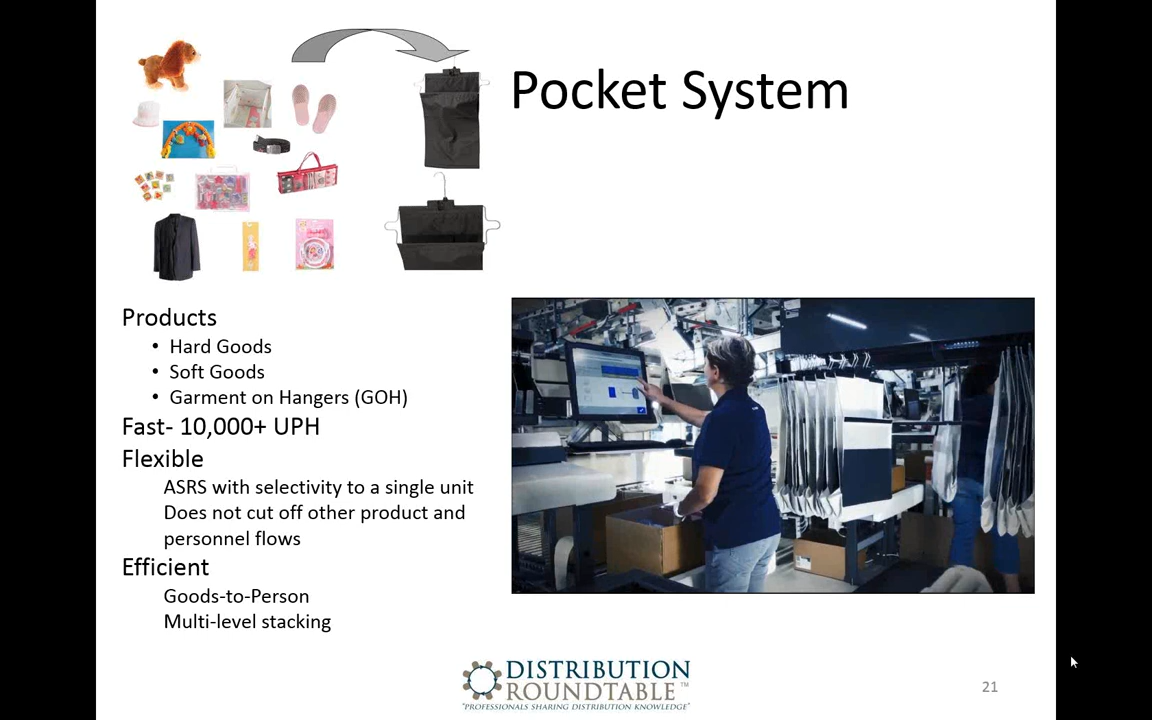 Pocket System
Products
• Hard Goods
• Soft Goods
• Garment on Hangers (GOH)
Fast- 10,000+ UPH
Flexible
ASRS with selectivity to a single unit
Does not cut off other product and
personnel flows
Efficient
Goods-to-Person
Multi-level stacking
DISTRIBUTION
ROUNDTABLE™
"PROFESSIONALS SHARING DISTRIBUTION KNOWLEDGE"
21